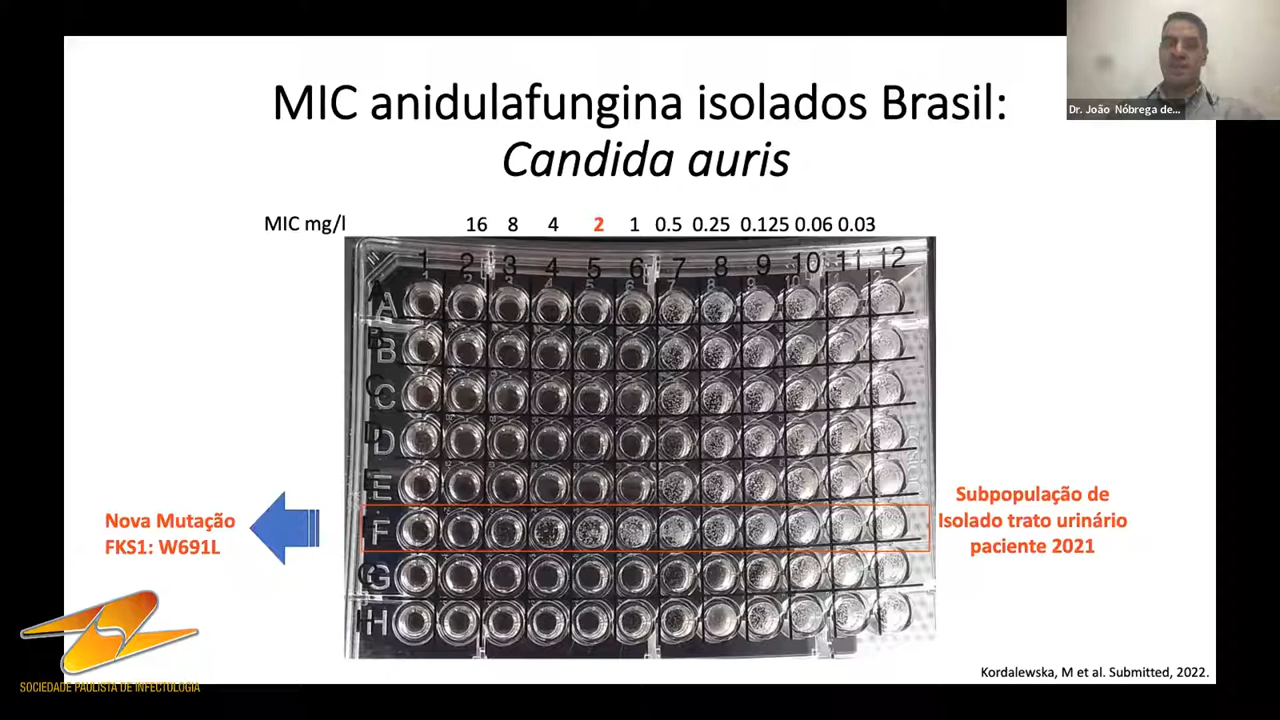 MIC anidulafungina isolados Brasil:
Candida auris
Dr. João Nóbrega de...
MIC mg/l 16 8 4 2 1 0.5 0.25 0.125 0.06 0.03
1 2 3 4 5 6 7 8 9 10 11 12
A
B
C
D
E
F
G
H
Nova Mutação
FKS1: W691L
Subpopulação de
Isolado trato urinário
paciente 2021
SOCIEDADE PAULISTA DE INFECTOLOGIA
Kordalewska, M et al. Submitted, 2022.